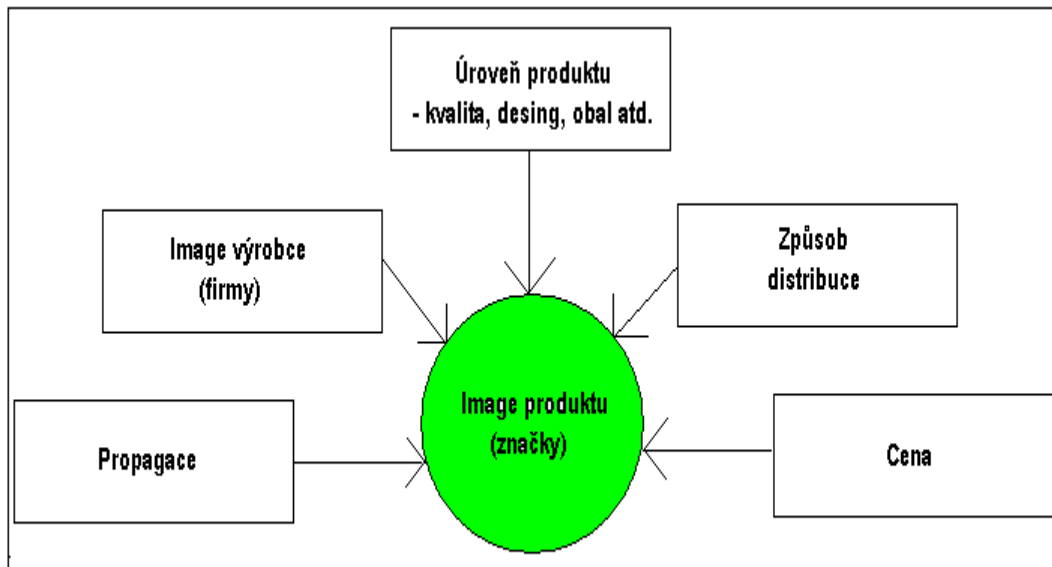 Úroveň produktu
- kvalita, desing, obal atd.
Image výrobce
(firmy)
Způsob
distribuce
Image produktu
(značky)
Propagace
Cena